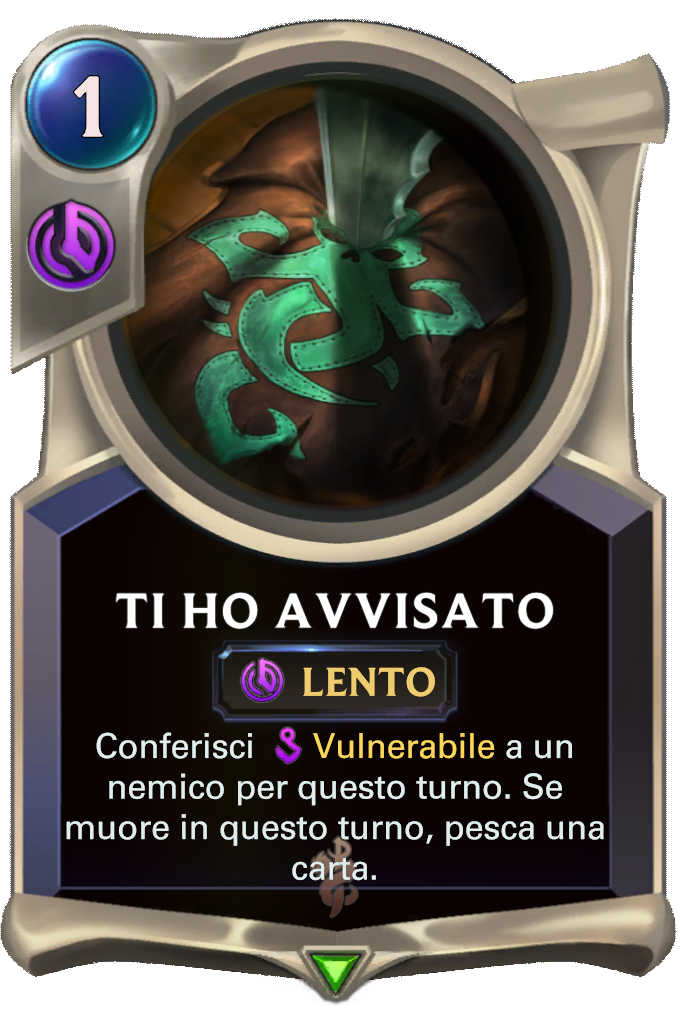 1
TI HO AVVISATO
LENTO
Conferisci Vulnerabile a un
nemico per questo turno. Se
muore in questo turno, pesca una
carta.